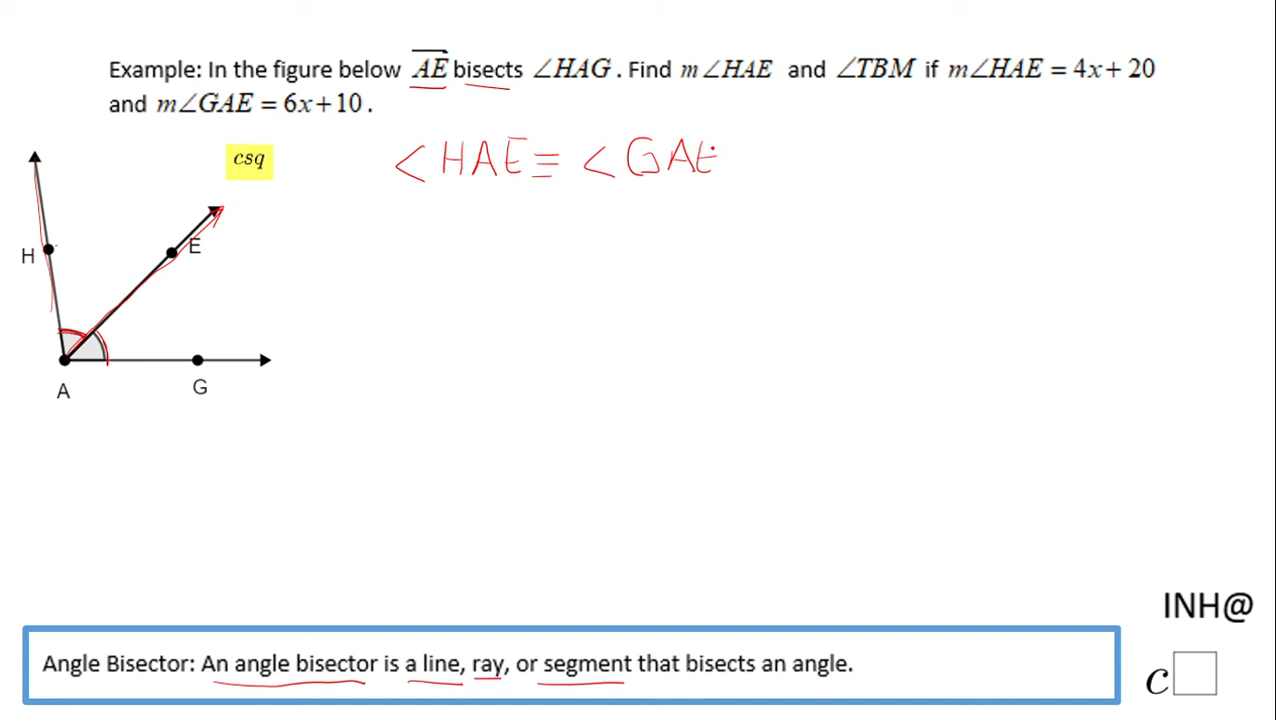 Example: In the figure below AE bisects ∠HAG. Find m∠HAE and ∠TBM if m∠HAE = 4x+20
and m∠GAE = 6x+10.
csq
<HAE ≡ <GAE
H
E
A
G
INH@
Angle Bisector: An angle bisector is a line, ray, or segment that bisects an angle.
c